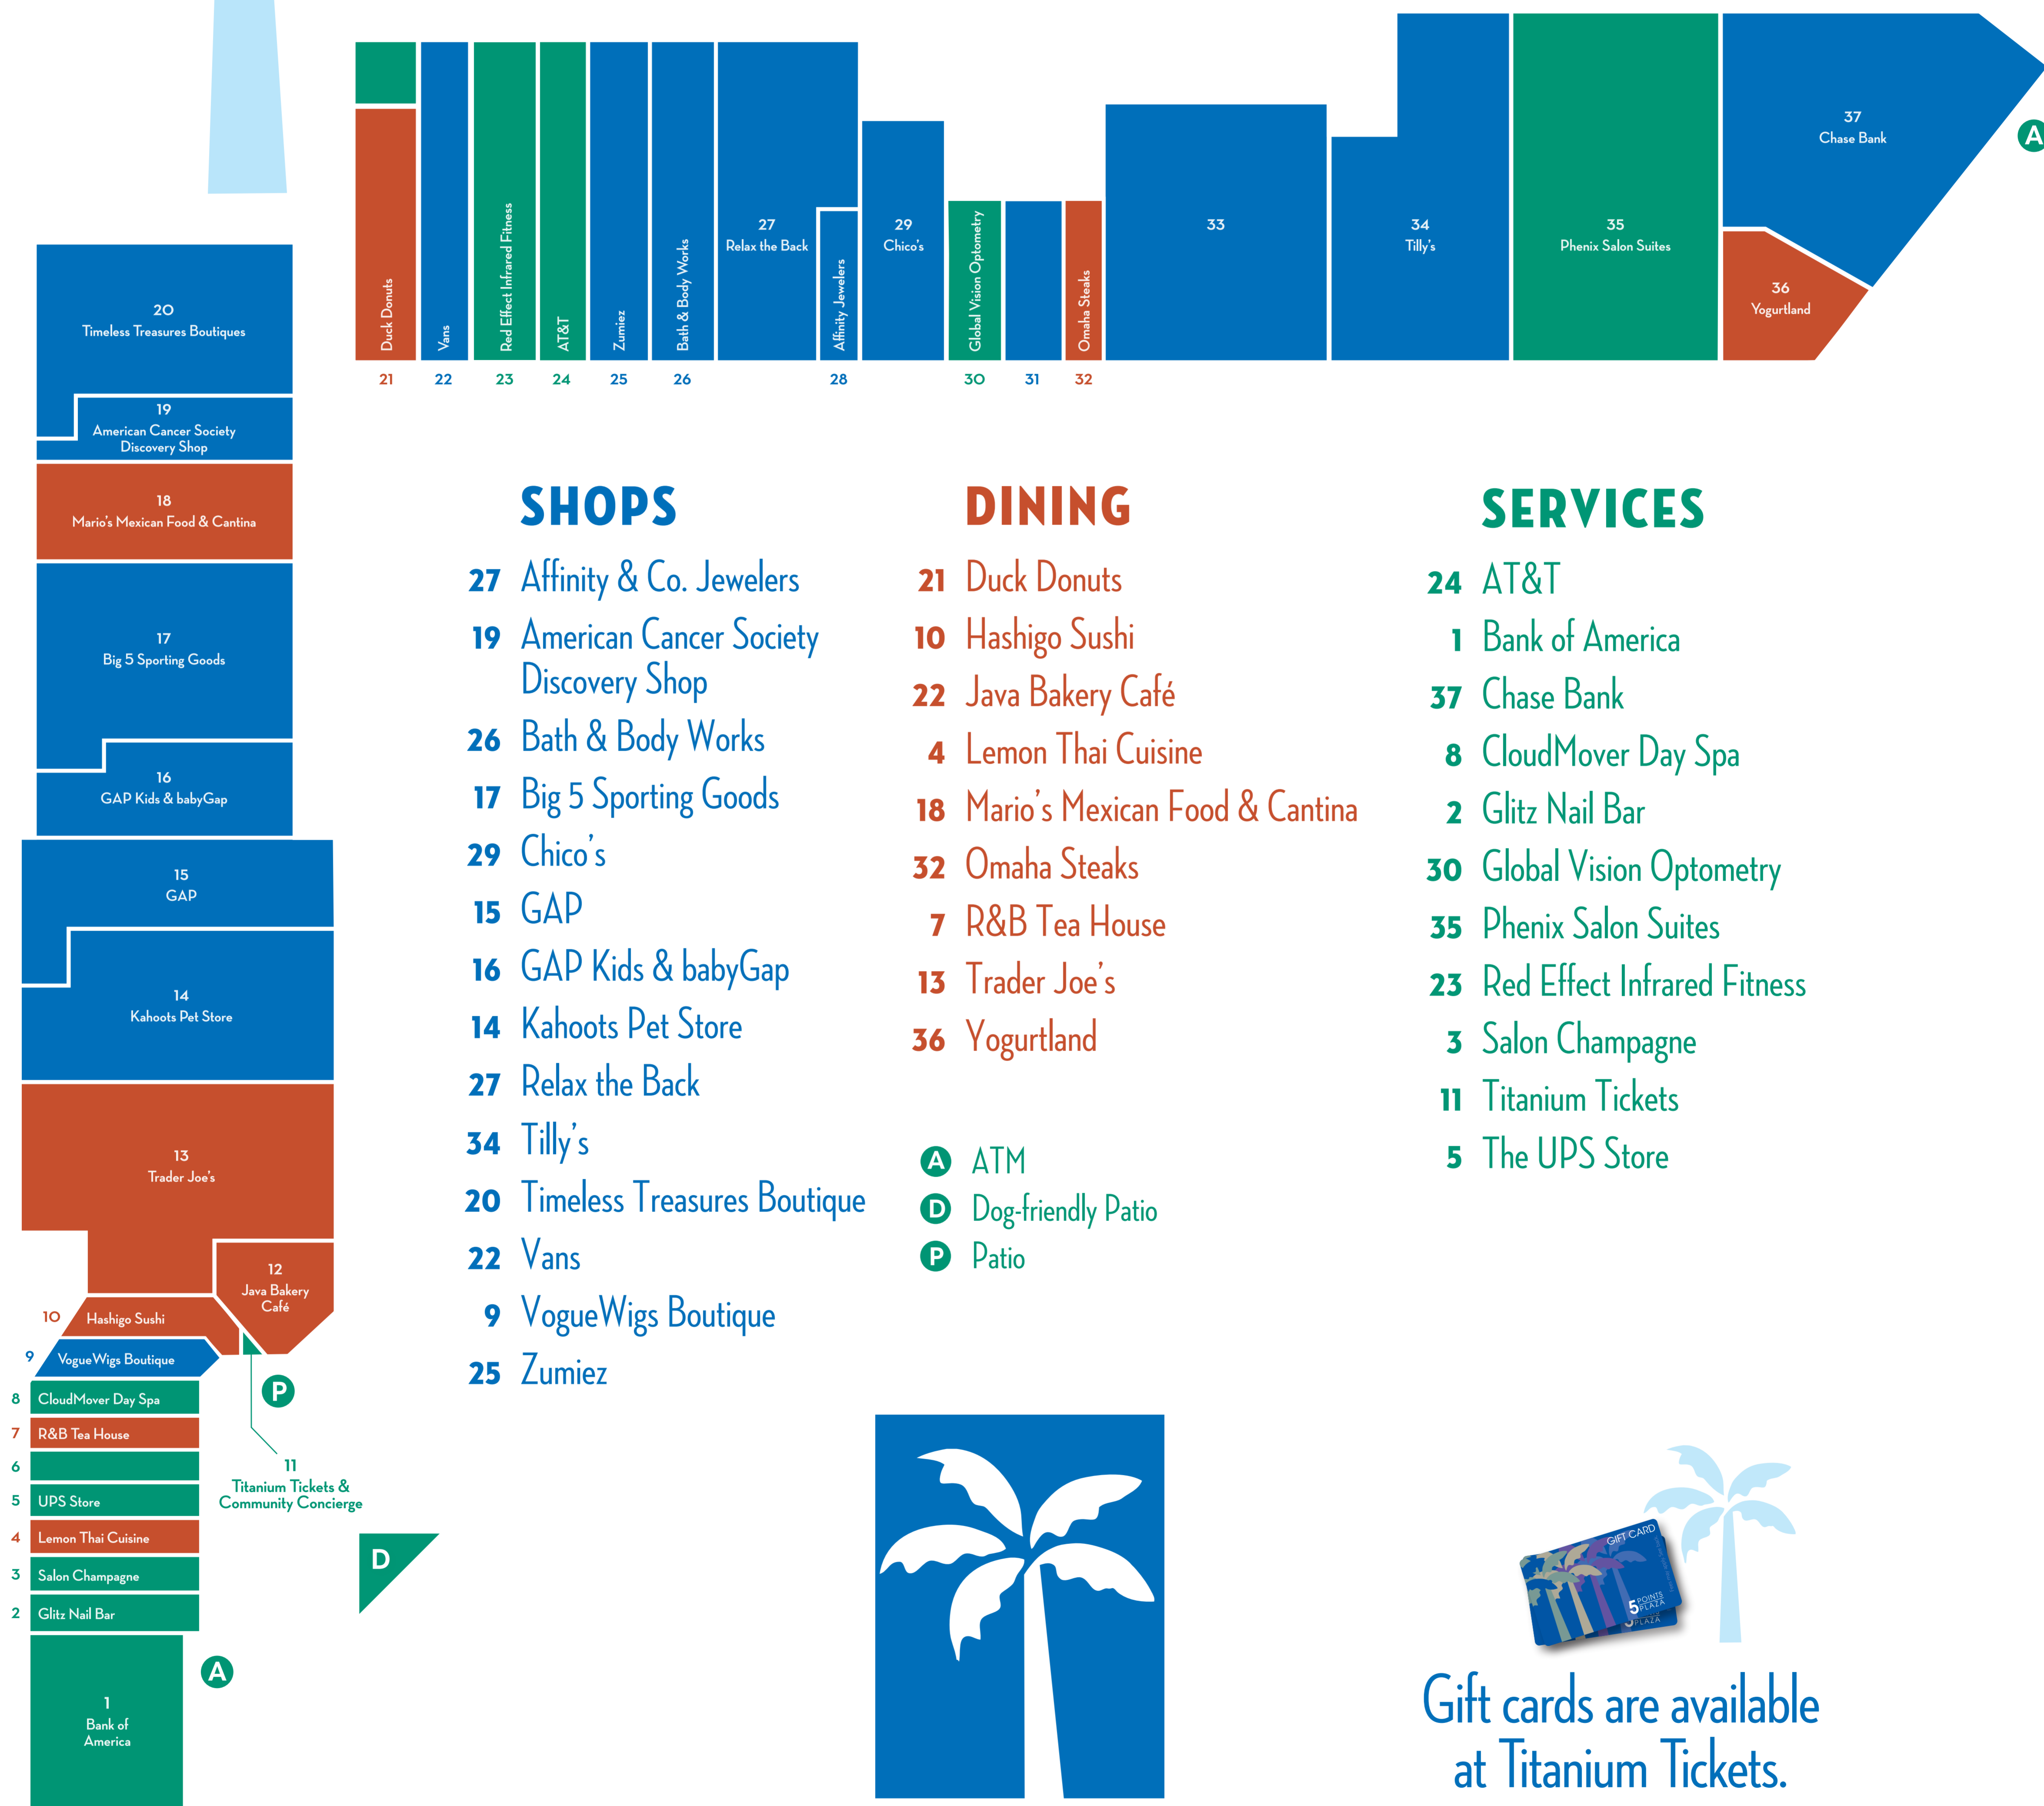 37
Chase Bank
A
Duck Donuts
Vans
Red Effect Infrared Fitness
AT&T
Zumiez
Bath & Body Works
27
Relax the Back
Affinity Jewelers
29
Chico's
Global Vision Optometry
Omaha Steaks
33
34
Tilly's
35
Phenix Salon Suites
36
Yogurtland
21
22
23
24
25
26
28
30
31
32
20
Timeless Treasures Boutiques
19
American Cancer Society
Discovery Shop
18
Mario's Mexican Food & Cantina
17
Big 5 Sporting Goods
16
GAP Kids & babyGap
15
GAP
14
Kahoots Pet Store
13
Trader Joe's
12
Java Bakery
Café
10 Hashigo Sushi
9 VogueWigs Boutique
8 CloudMover Day Spa
P
7 R&B Tea House
6
11
Titanium Tickets &
Community Concierge
5 UPS Store
4 Lemon Thai Cuisine
D
3 Salon Champagne
2 Glitz Nail Bar
A
1
Bank of
America
SHOPS
27 Affinity & Co. Jewelers
19 American Cancer Society
Discovery Shop
26 Bath & Body Works
17 Big 5 Sporting Goods
29 Chico's
15 GAP
16 GAP Kids & babyGap
14 Kahoots Pet Store
27 Relax the Back
34 Tilly's
20 Timeless Treasures Boutique
22 Vans
9 VogueWigs Boutique
25 Zumiez
DINING
21 Duck Donuts
10 Hashigo Sushi
22 Java Bakery Café
4 Lemon Thai Cuisine
18 Mario's Mexican Food & Cantina
32 Omaha Steaks
7 R&B Tea House
13 Trader Joe's
36 Yogurtland
A ATM
D Dog-friendly Patio
P Patio
SERVICES
24 AT&T
1 Bank of America
37 Chase Bank
8 CloudMover Day Spa
2 Glitz Nail Bar
30 Global Vision Optometry
35 Phenix Salon Suites
23 Red Effect Infrared Fitness
3 Salon Champagne
11 Titanium Tickets
5 The UPS Store
GIFT CARD
5 POINTS
PLAZA
PLAZA
Gift cards are available
at Titanium Tickets.